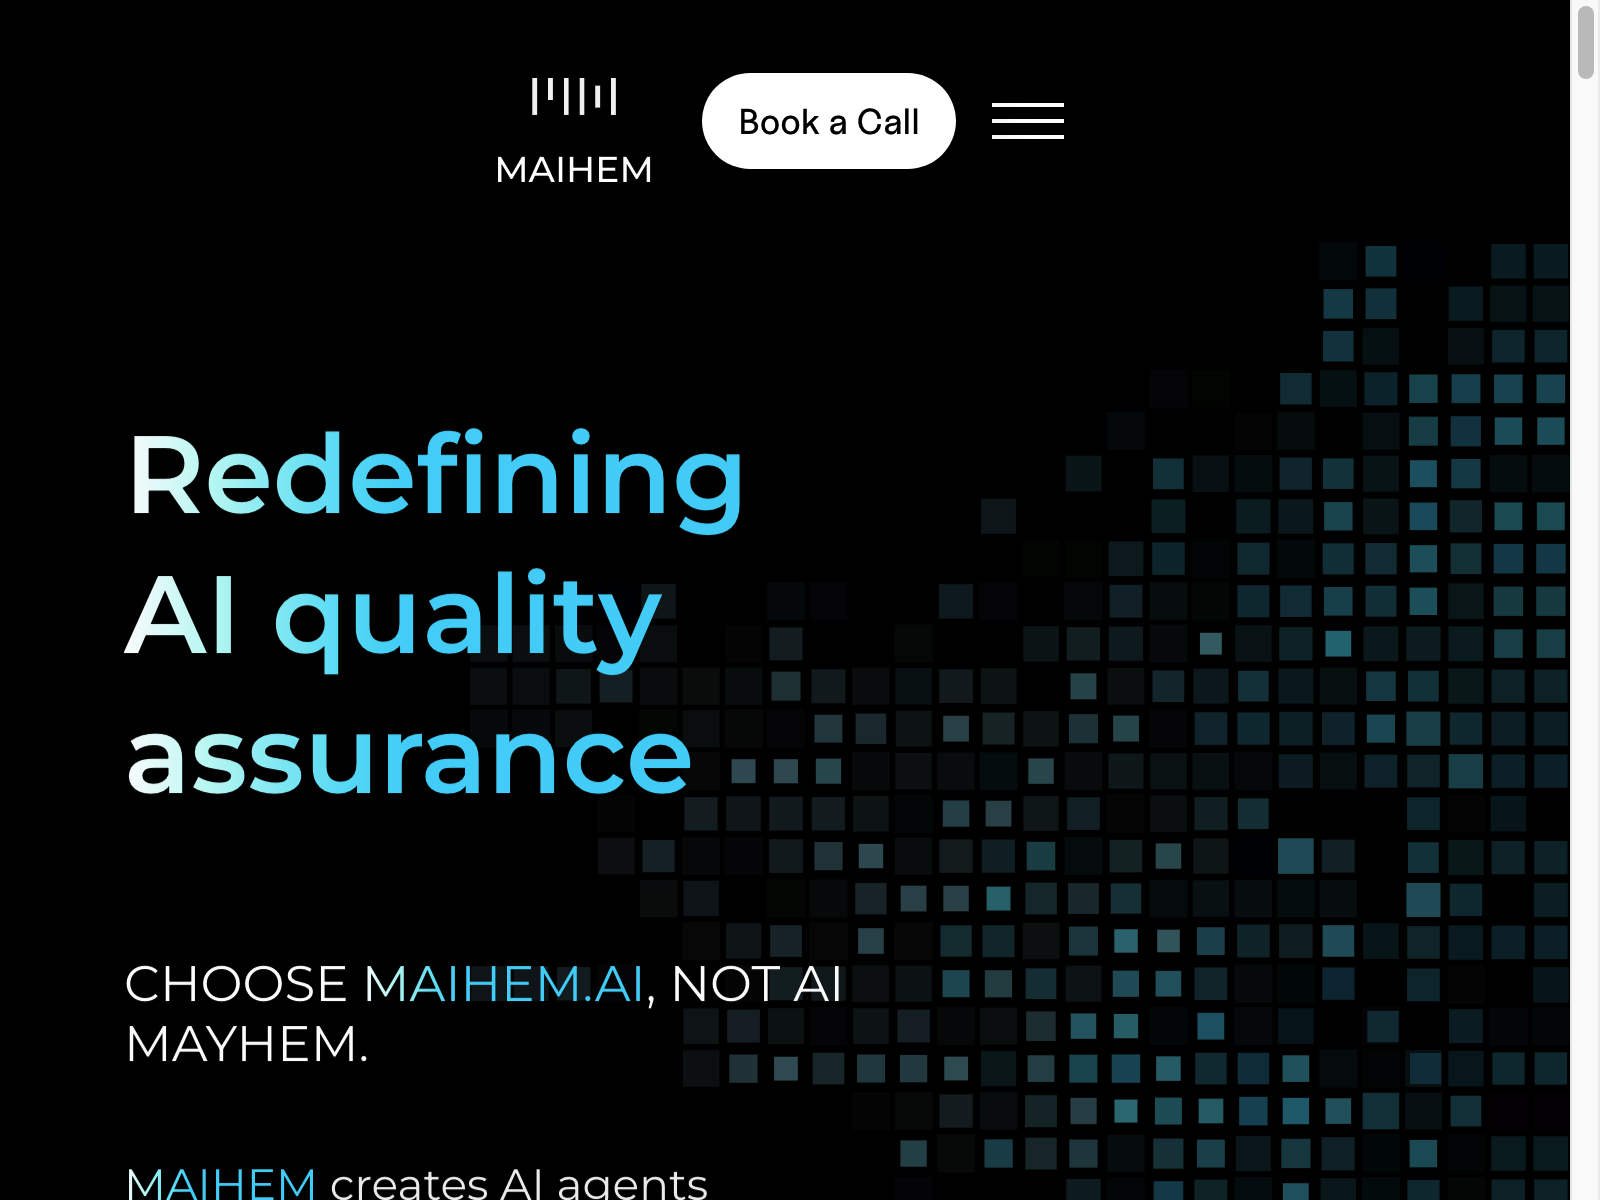 MAIHEM
Book a Call
Redefining
AI quality
assurance
CHOOSE MAIHEM.AI, NOT AI
MAYHEM.
MAIHEM creates AI agents